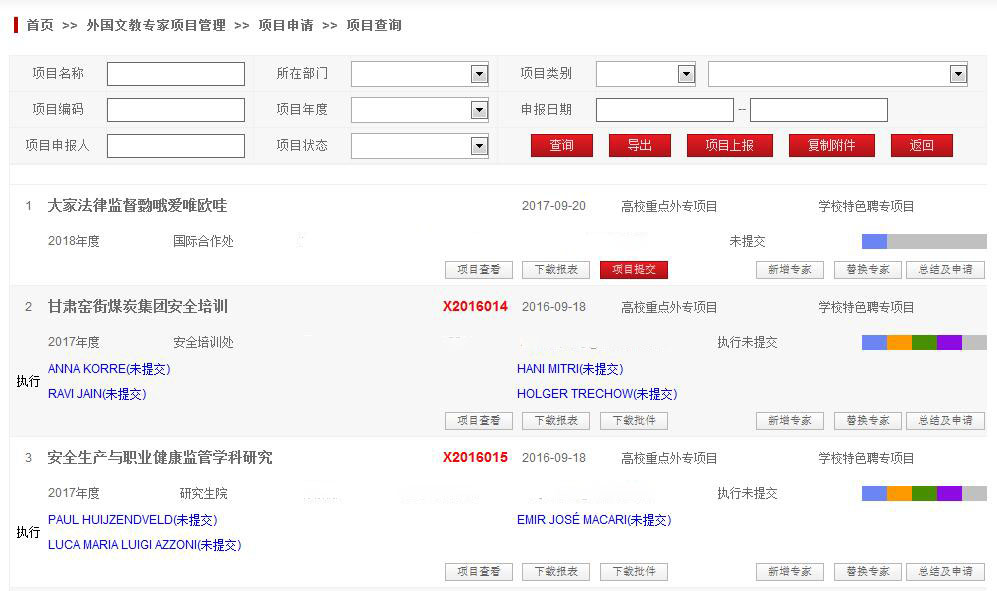 首页 >> 外国文教专家项目管理 >> 项目申请 >> 项目查询
项目名称 所在部门 项目类别
项目编码 项目年度 申报日期 --
项目申报人 项目状态 查询 导出 项目上报 复制附件 返回
1 大家法律监督勠哦爱唯欧哇 2017-09-20 高校重点外专项目 学校特色聘专项目
2018年度 国际合作处 未提交
项目查看 下载报表 项目提交 新增专家 替换专家 总结及申请
2 甘肃窑街煤炭集团安全培训 X2016014 2016-09-18 高校重点外专项目 学校特色聘专项目
2017年度 安全培训处 执行未提交
执行
ANNA KORRE(未提交) HANI MITRI(未提交)
RAVI JAIN(未提交) HOLGER TRECHOW(未提交)
项目查看 下载报表 下载批件 新增专家 替换专家 总结及申请
3 安全生产与职业健康监管学科研究 X2016015 2016-09-18 高校重点外专项目 学校特色聘专项目
2017年度 研究生院 执行未提交
执行
PAUL HUIJZENDVELD(未提交) EMIR JOSÉ MACARI(未提交)
LUCA MARIA LUIGI AZZONI(未提交)
项目查看 下载报表 下载批件 新增专家 替换专家 总结及申请